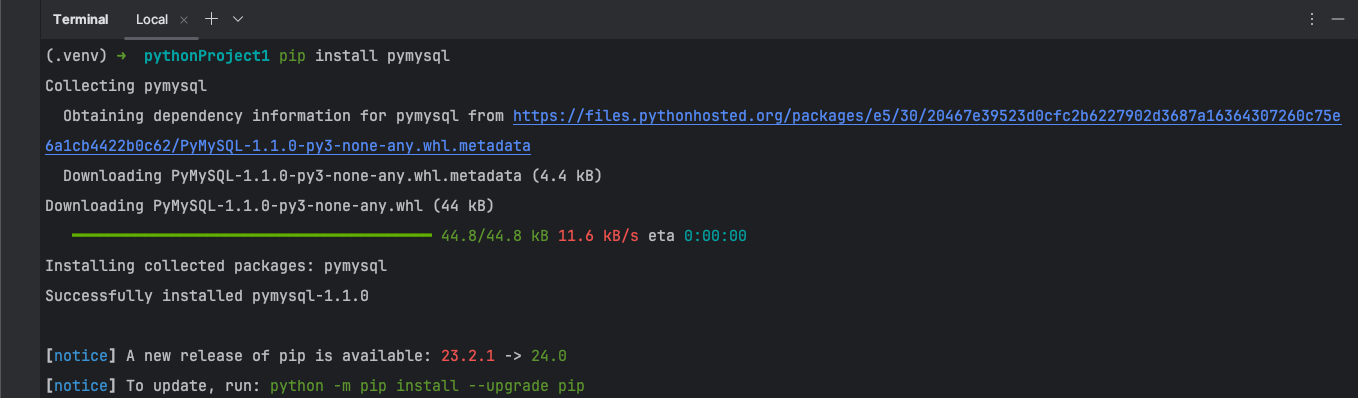 Terminal Local × + ⌄ ⋮ —
(.venv) → pythonProject1 pip install pymysql
Collecting pymysql
  Obtaining dependency information for pymysql from https://files.pythonhosted.org/packages/e5/30/20467e39523d0cfc2b6227902d3687a16364307260c75e
6a1cb4422b0c62/PyMySQL-1.1.0-py3-none-any.whl.metadata
  Downloading PyMySQL-1.1.0-py3-none-any.whl.metadata (4.4 kB)
Downloading PyMySQL-1.1.0-py3-none-any.whl (44 kB)
44.8/44.8 kB 11.6 kB/s eta 0:00:00
Installing collected packages: pymysql
Successfully installed pymysql-1.1.0
[notice] A new release of pip is available: 23.2.1 -> 24.0
[notice] To update, run: python -m pip install --upgrade pip